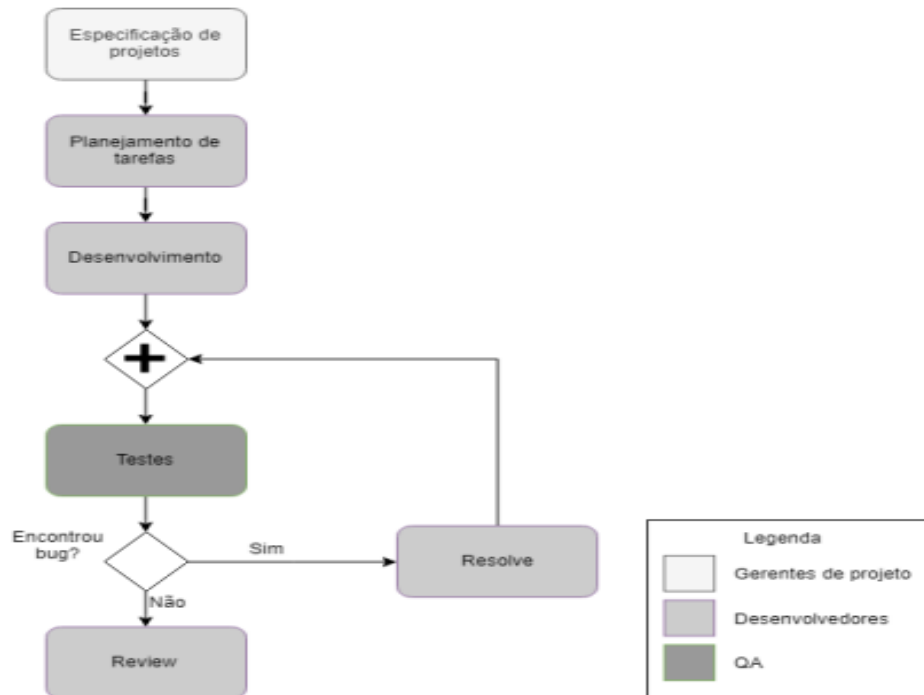 Especificação de
projetos
Planejamento de
tarefas
Desenvolvimento
Testes
Encontrou
bug?
Sim
Resolve
Não
Review
Legenda
Gerentes de projeto
Desenvolvedores
QA